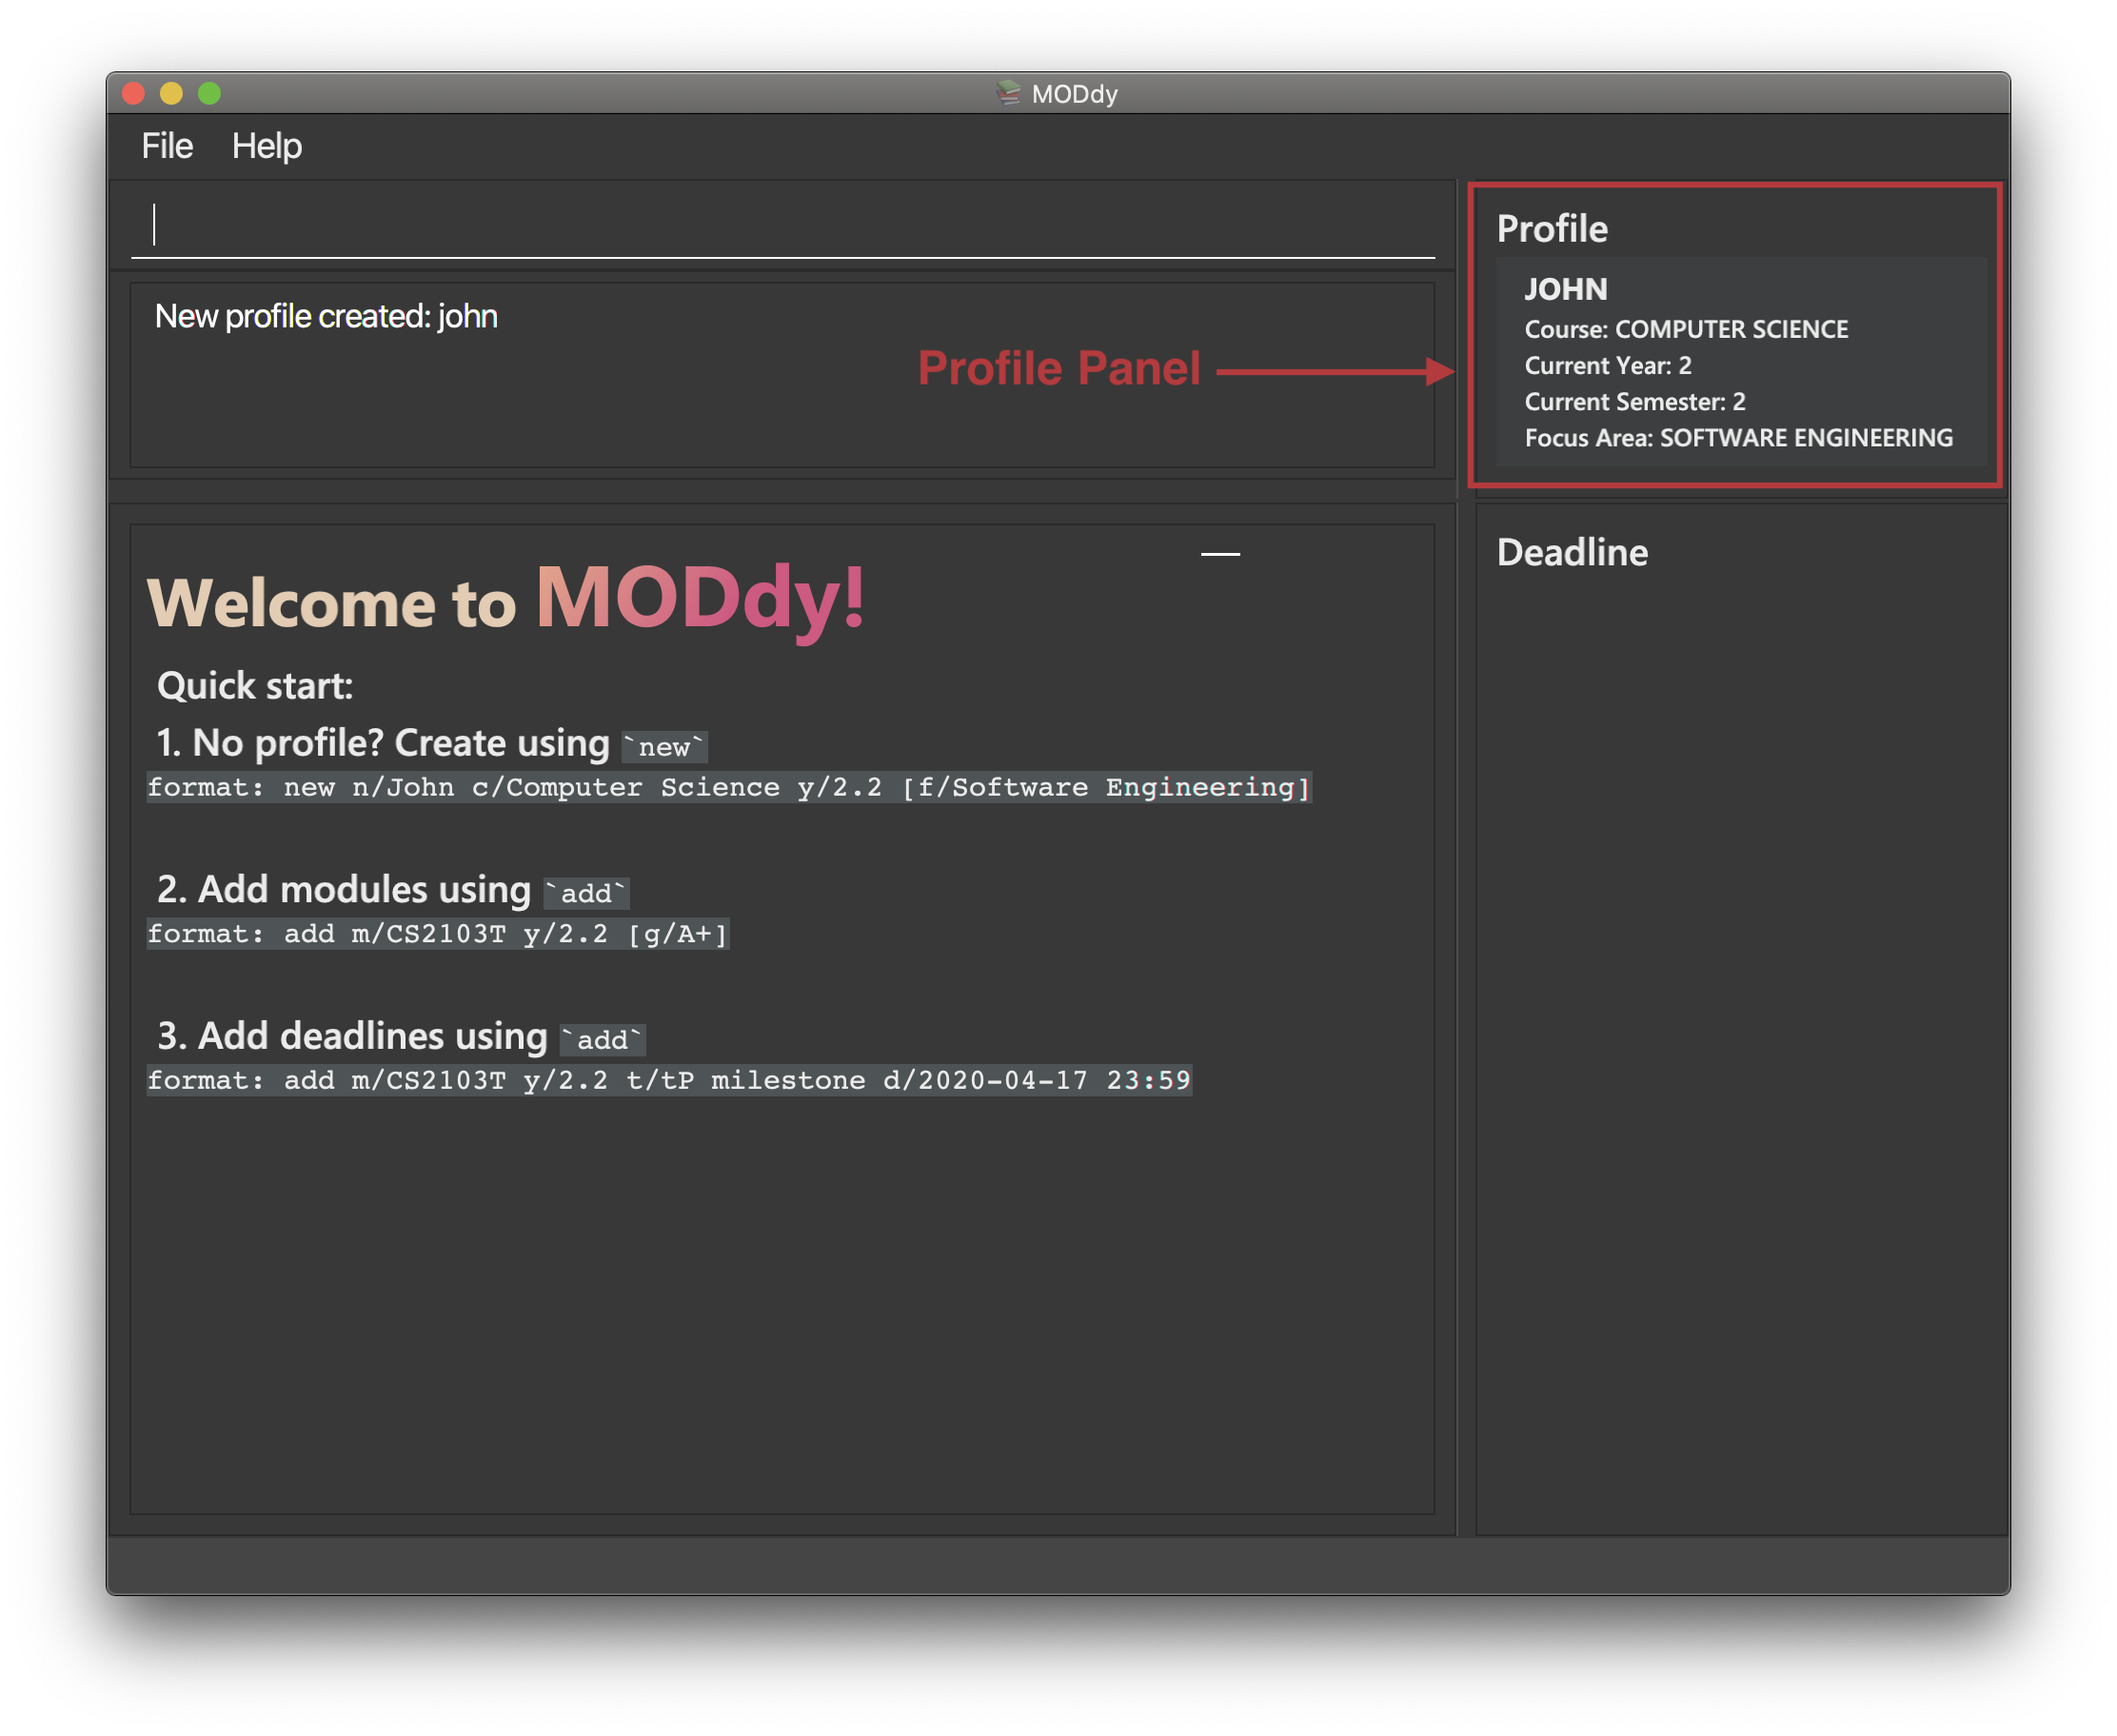 MODdy
File Help
New profile created: john
Profile Panel
Profile
JOHN
Course: COMPUTER SCIENCE
Current Year: 2
Current Semester: 2
Focus Area: SOFTWARE ENGINEERING
Welcome to MODdy!
Quick start:
1. No profile? Create using `new`
format: new n/John c/Computer Science y/2.2 [f/Software Engineering]
2. Add modules using `add`
format: add m/CS2103T y/2.2 [g/A+]
3. Add deadlines using `add`
format: add m/CS2103T y/2.2 t/tP milestone d/2020-04-17 23:59
Deadline